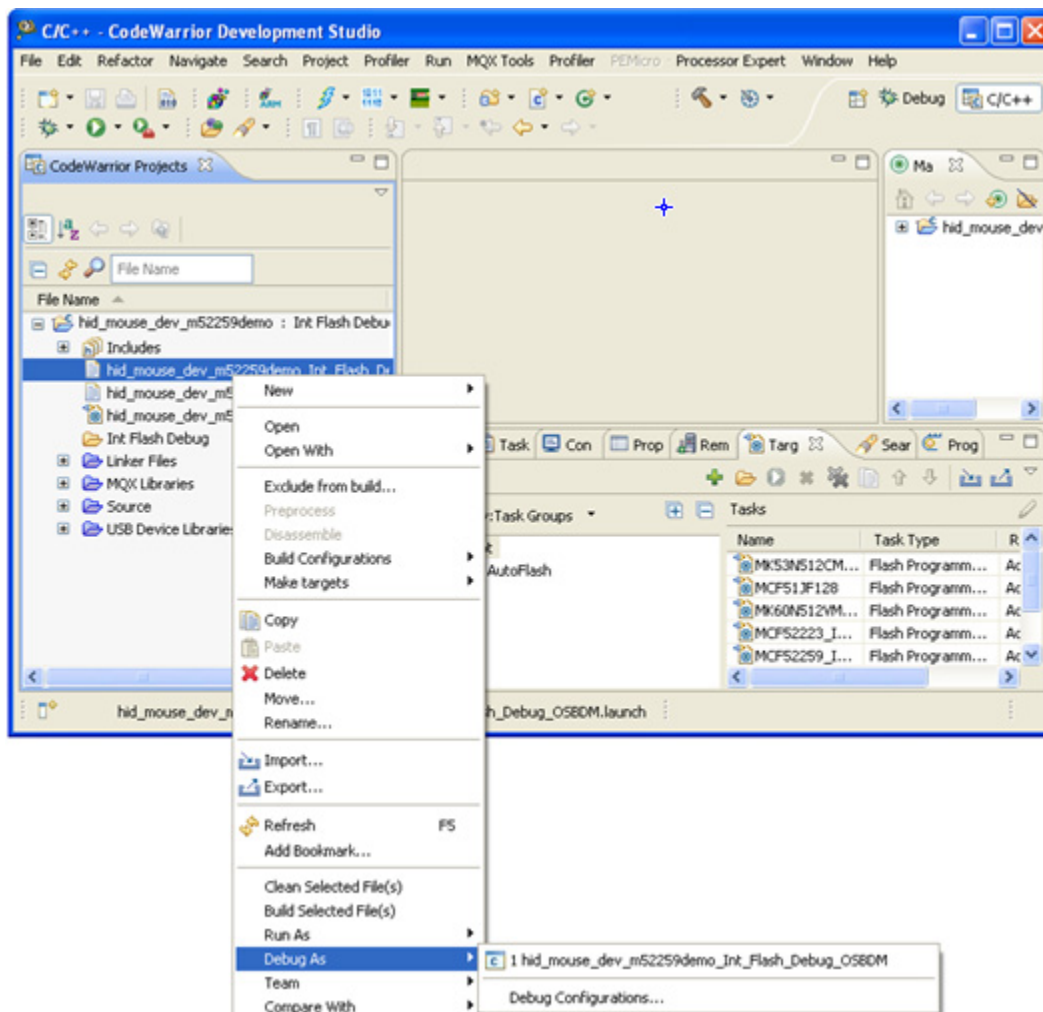 C/C++ - CodeWarrior Development Studio
File Edit Refactor Navigate Search Project Profiler Run MQX Tools Profiler PEMicro Processor Expert Window Help
Debug C/C++
CodeWarrior Projects
File Name
File Name
hid_mouse_dev_m52259demo : Int Flash Debu
Includes
hid_mouse_dev_m52259demo_Int_Flash_De
hid_mouse_dev_m5
hid_mouse_dev_m5
Int Flash Debug
Linker Files
MQX Libraries
Source
USB Device Libraries
Ma
hid_mouse_dev
Task Con Prop Rem Targ Sear Prog
:Task Groups
AutoFlash
Tasks
Name Task Type R
MK53N512CM... Flash Programm... Ac
MCF51JF128 Flash Programm... Ac
MK60N512VM... Flash Programm... Ac
MCF52223_I... Flash Programm... Ac
MCF52259_I... Flash Programm... Ac
hid_mouse_dev_m
h_Debug_OSBDM.launch
New
Open
Open With
Exclude from build...
Preprocess
Disassemble
Build Configurations
Make targets
Copy
Paste
Delete
Move...
Rename...
Import...
Export...
Refresh F5
Add Bookmark...
Clean Selected File(s)
Build Selected File(s)
Run As
Debug As
Team
Compare With
1 hid_mouse_dev_m52259demo_Int_Flash_Debug_OSBDM
Debug Configurations...